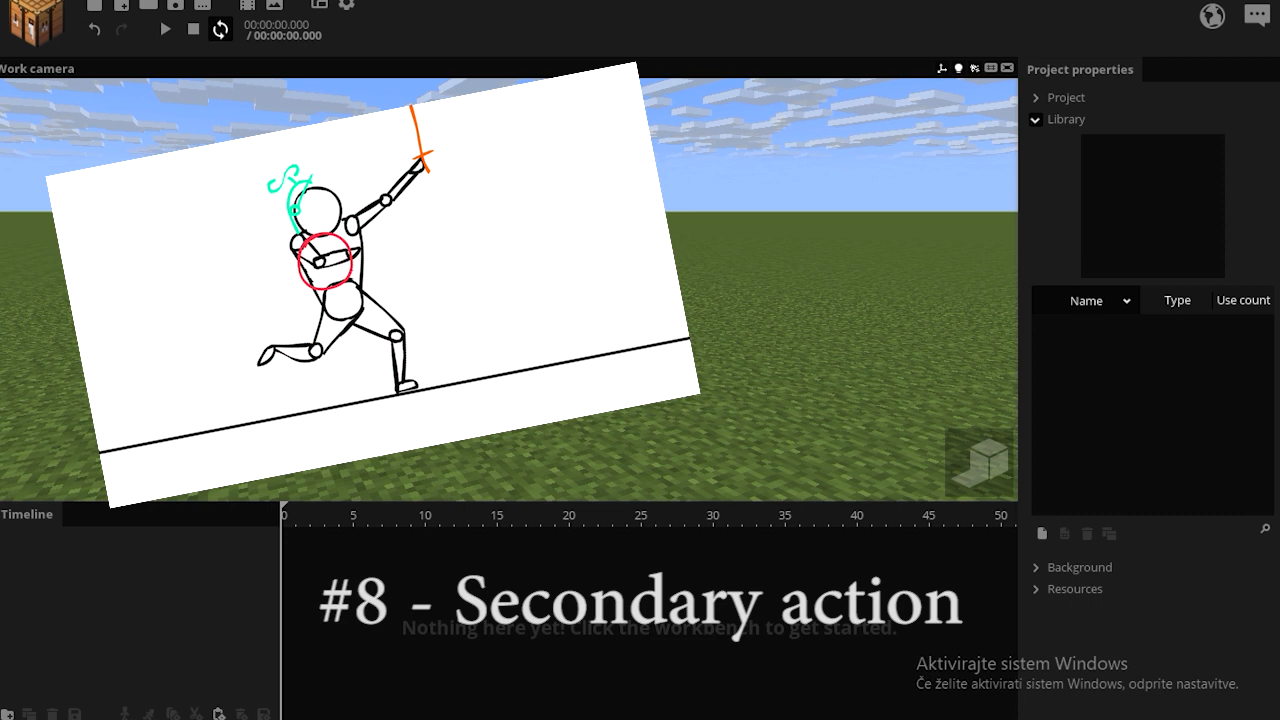 00:00:00.000
/ 00:00:00.000
Work camera
Project properties
Project
Library
Name Type Use count
Timeline
0 5 10 15 20 25 30 35 40 45 50
Background
Resources
#8 - Secondary action
Nothing here yet! Click the workbench to get started.
Aktivirajte sistem Windows
Če želite aktivirati sistem Windows, odprite nastavitve.